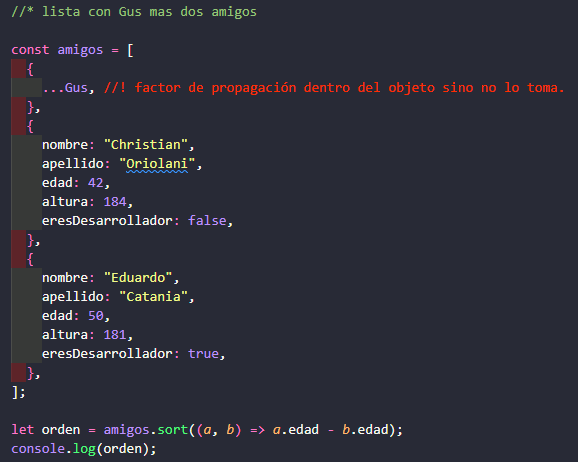 //* lista con Gus mas dos amigos
const amigos = [
{
...Gus, //! factor de propagación dentro del objeto sino no lo toma.
},
{
nombre: "Christian",
apellido: "Oriolani",
edad: 42,
altura: 184,
eresDesarrollador: false,
},
{
nombre: "Eduardo",
apellido: "Catania",
edad: 50,
altura: 181,
eresDesarrollador: true,
},
];
let orden = amigos.sort((a, b) => a.edad - b.edad);
console.log(orden);